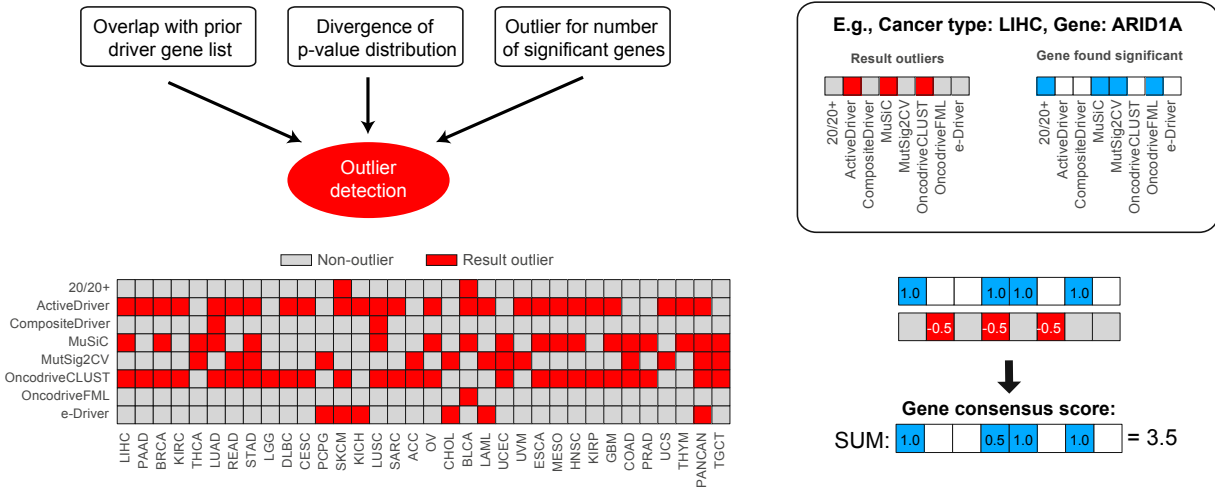 Overlap with prior
driver gene list
Divergence of
p-value distribution
Outlier for number
of significant genes
Outlier
detection
Non-outlier
Result outlier
20/20+
ActiveDriver
CompositeDriver
MuSiC
MutSig2CV
OncodriveCLUST
OncodriveFML
e-Driver
LIHC
PAAD
BRCA
KIRC
THCA
LUAD
READ
STAD
LGG
DLBC
CESC
PCPG
SKCM
KICH
LUSC
SARC
ACC
OV
CHOL
BLCA
LAML
UCEC
UVM
ESCA
MESO
HNSC
KIRP
GBM
COAD
PRAD
UCS
THYM
PANCAN
TGCT
E.g., Cancer type: LIHC, Gene: ARID1A
Result outliers
20/20+
ActiveDriver
CompositeDriver
MuSiC
MutSig2CV
OncodriveCLUST
OncodriveFML
e-Driver
Gene found significant
20/20+
ActiveDriver
CompositeDriver
MuSiC
MutSig2CV
OncodriveCLUST
OncodriveFML
e-Driver
1.0 1.0 1.0 1.0
-0.5 -0.5 -0.5
Gene consensus score:
SUM: 1.0 0.5 1.0 1.0 = 3.5